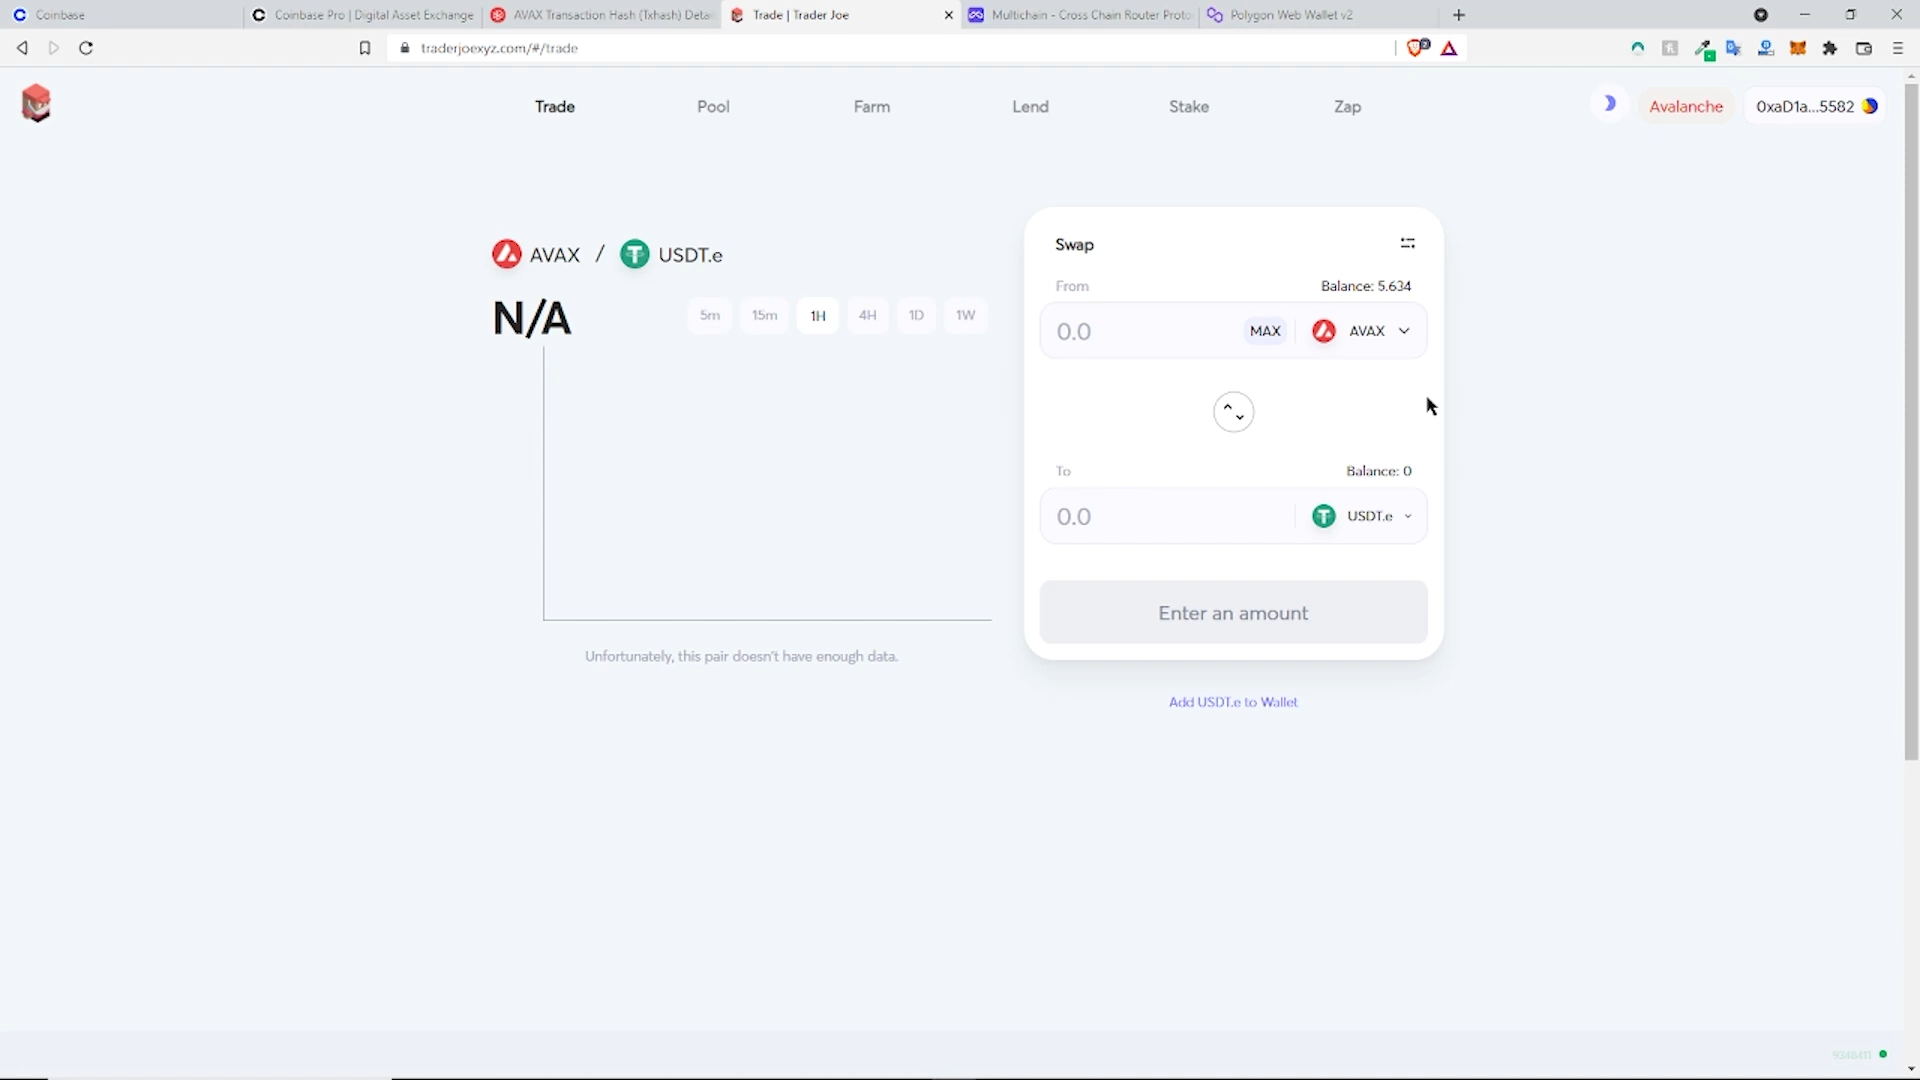 Coinbase
Coinbase Pro | Digital Asset Exchange
AVAX Transaction Hash (Txhash) Detai
Trade | Trader Joe
Multichain - Cross Chain Router Proto
Polygon Web Wallet v2
traderjoexyz.com/#/trade
Trade
Pool
Farm
Lend
Stake
Zap
Avalanche
0xaD1a...5582
AVAX / USDT.e
N/A
5m
15m
1H
4H
1D
1W
Unfortunately, this pair doesn't have enough data.
Swap
From
Balance: 5.634
0.0
MAX
AVAX
To
Balance: 0
0.0
USDT.e
Enter an amount
Add USDT.e to Wallet